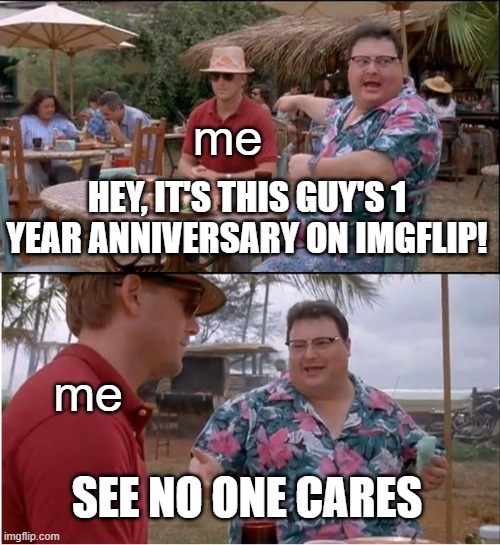 me
HEY, IT'S THIS GUY'S 1
YEAR ANNIVERSARY ON IMGFLIP!
me
SEE NO ONE CARES
imgflip.com